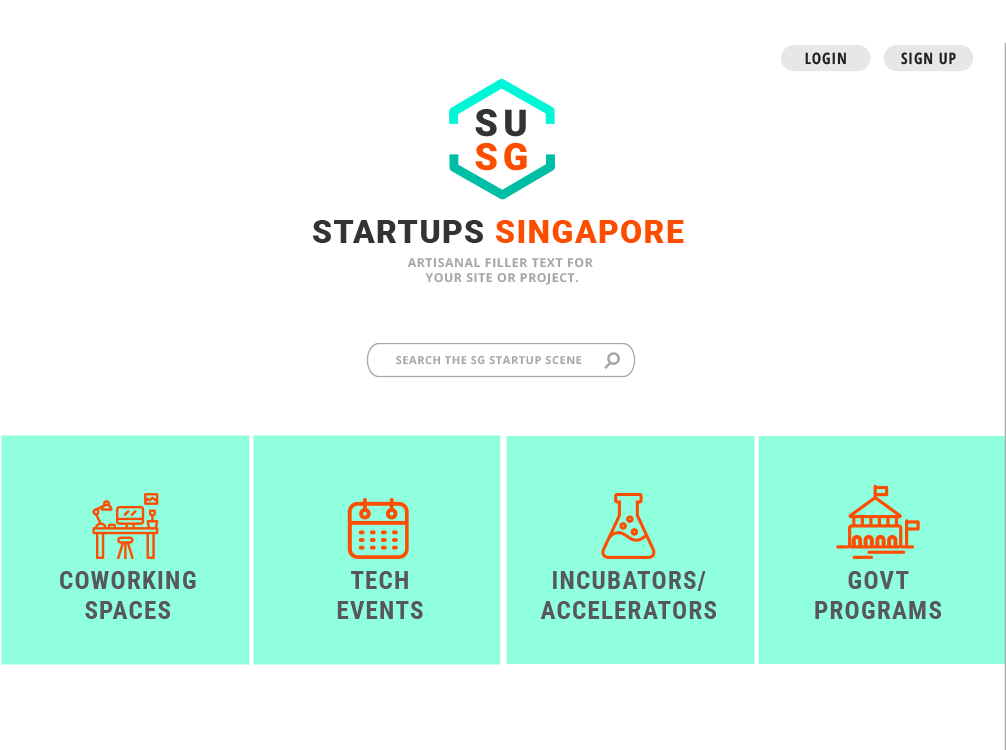 LOGIN
SIGN UP
SU
SG
STARTUPS SINGAPORE
ARTISANAL FILLER TEXT FOR
YOUR SITE OR PROJECT.
SEARCH THE SG STARTUP SCENE
COWORKING
SPACES
TECH
EVENTS
INCUBATORS/
ACCELERATORS
GOVT
PROGRAMS